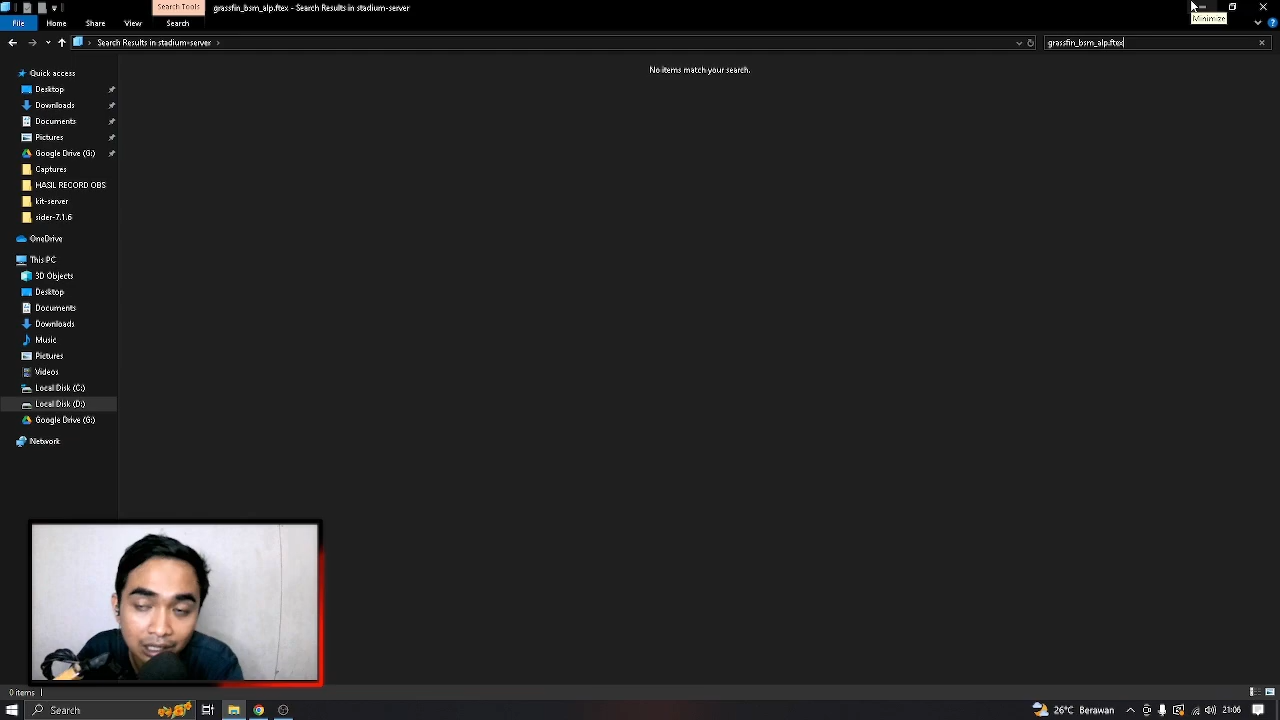 Search Tools
grassfin_bsm_alp.ftex - Search Results in stadium-server
Minimize
File
Home
Share
View
Search
Search Results in stadium-server
grassfin_bsm_alp.ftex
No items match your search.
Quick access
Desktop
Downloads
Documents
Pictures
Google Drive (G:)
Captures
HASIL RECORD OBS
kit-server
sider-7.1.6
OneDrive
This PC
3D Objects
Desktop
Documents
Downloads
Music
Pictures
Videos
Local Disk (C:)
Local Disk (D:)
Google Drive (G:)
Network
0 items
Search
26°C Berawan
21:06